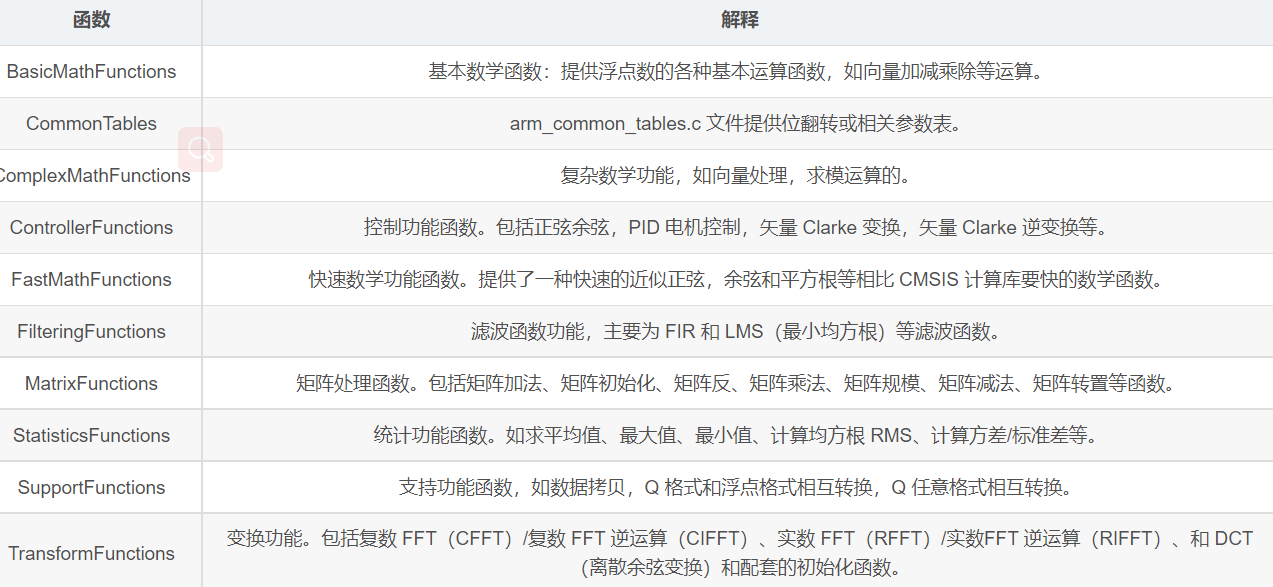 函数 解释
BasicMathFunctions 基本数学函数：提供浮点数的各种基本运算函数，如向量加减乘除等运算。
CommonTables arm_common_tables.c 文件提供位翻转或相关参数表。
ComplexMathFunctions 复杂数学功能，如向量处理，求模运算的。
ControllerFunctions 控制功能函数。包括正弦余弦，PID 电机控制，矢量 Clarke 变换，矢量 Clarke 逆变换等。
FastMathFunctions 快速数学功能函数。提供了一种快速的近似正弦，余弦和平方根等相比 CMSIS 计算库要快的数学函数。
FilteringFunctions 滤波函数功能，主要为 FIR 和 LMS（最小均方根）等滤波函数。
MatrixFunctions 矩阵处理函数。包括矩阵加法、矩阵初始化、矩阵反、矩阵乘法、矩阵规模、矩阵减法、矩阵转置等函数。
StatisticsFunctions 统计功能函数。如求平均值、最大值、最小值、计算均方根 RMS、计算方差/标准差等。
SupportFunctions 支持功能函数，如数据拷贝，Q 格式和浮点格式相互转换，Q 任意格式相互转换。
TransformFunctions 变换功能。包括复数 FFT（CFFT）/复数 FFT 逆运算（CIFFT）、实数 FFT（RFFT）/实数FFT 逆运算（RIFFT）、和 DCT
（离散余弦变换）和配套的初始化函数。